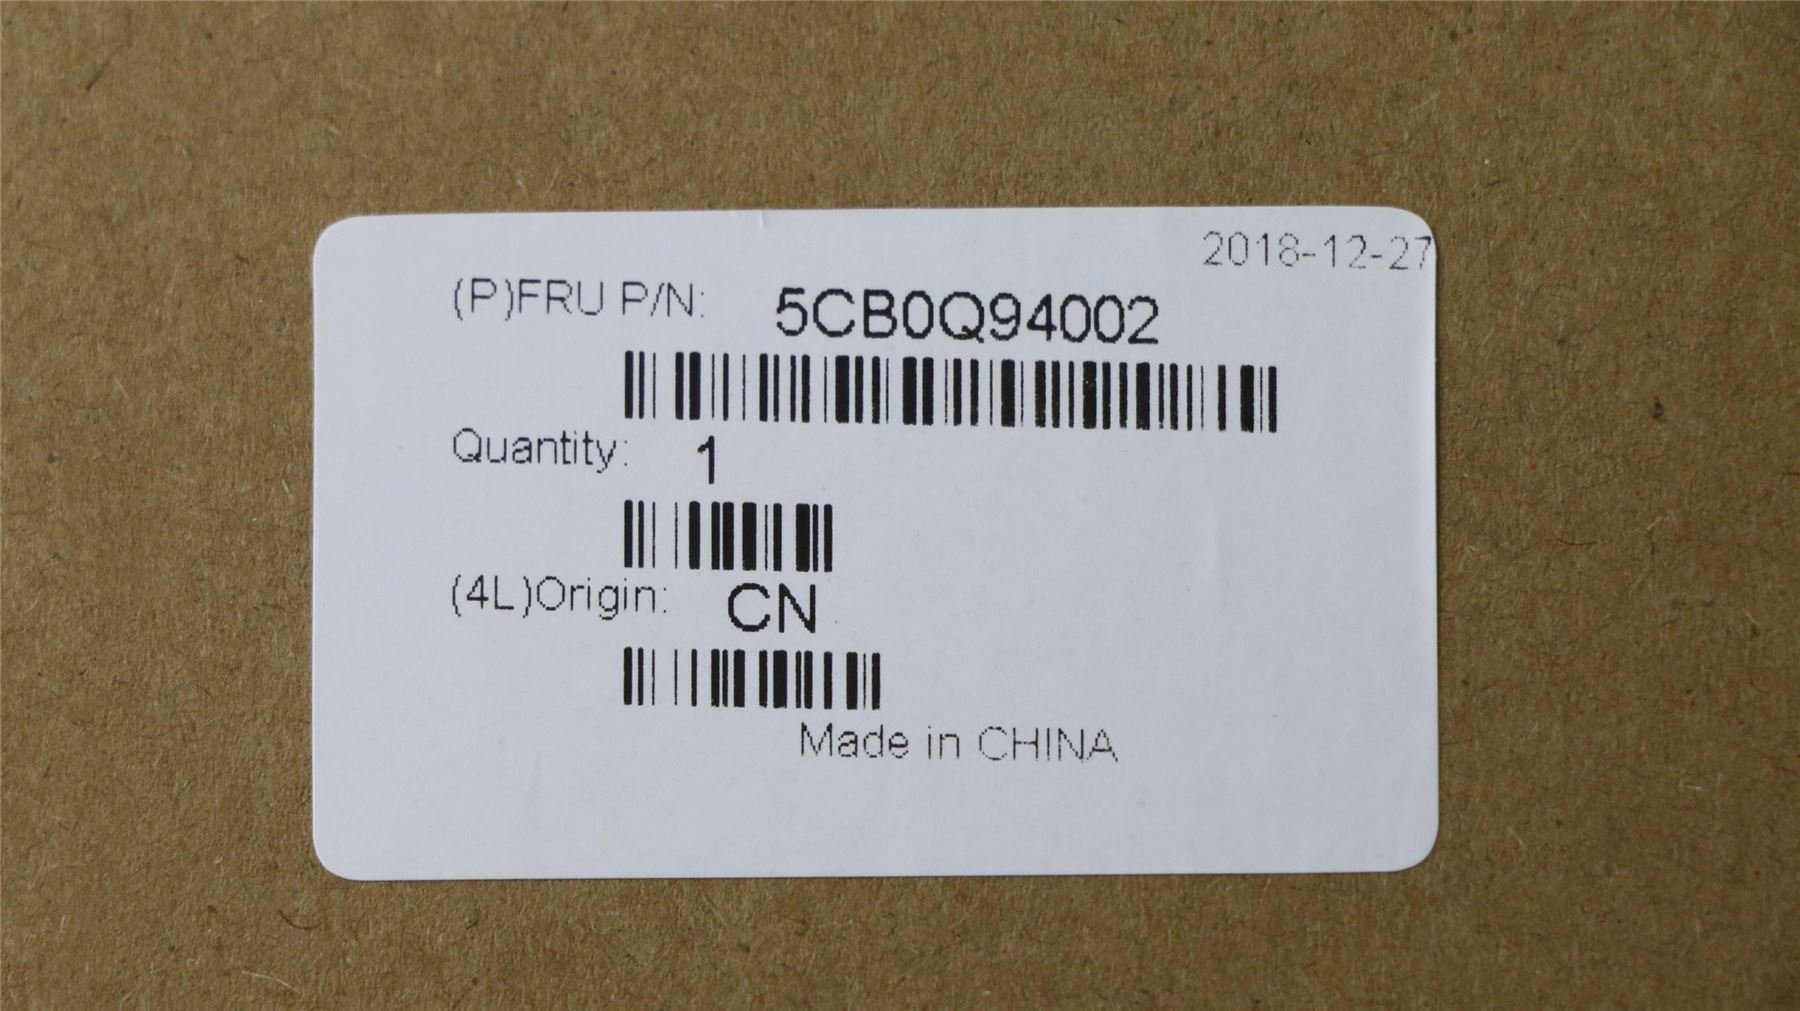 2018-12-27
(P)FRU P/N: 5CB0Q94002
Quantity: 1
(4L)Origin: CN
Made in CHINA